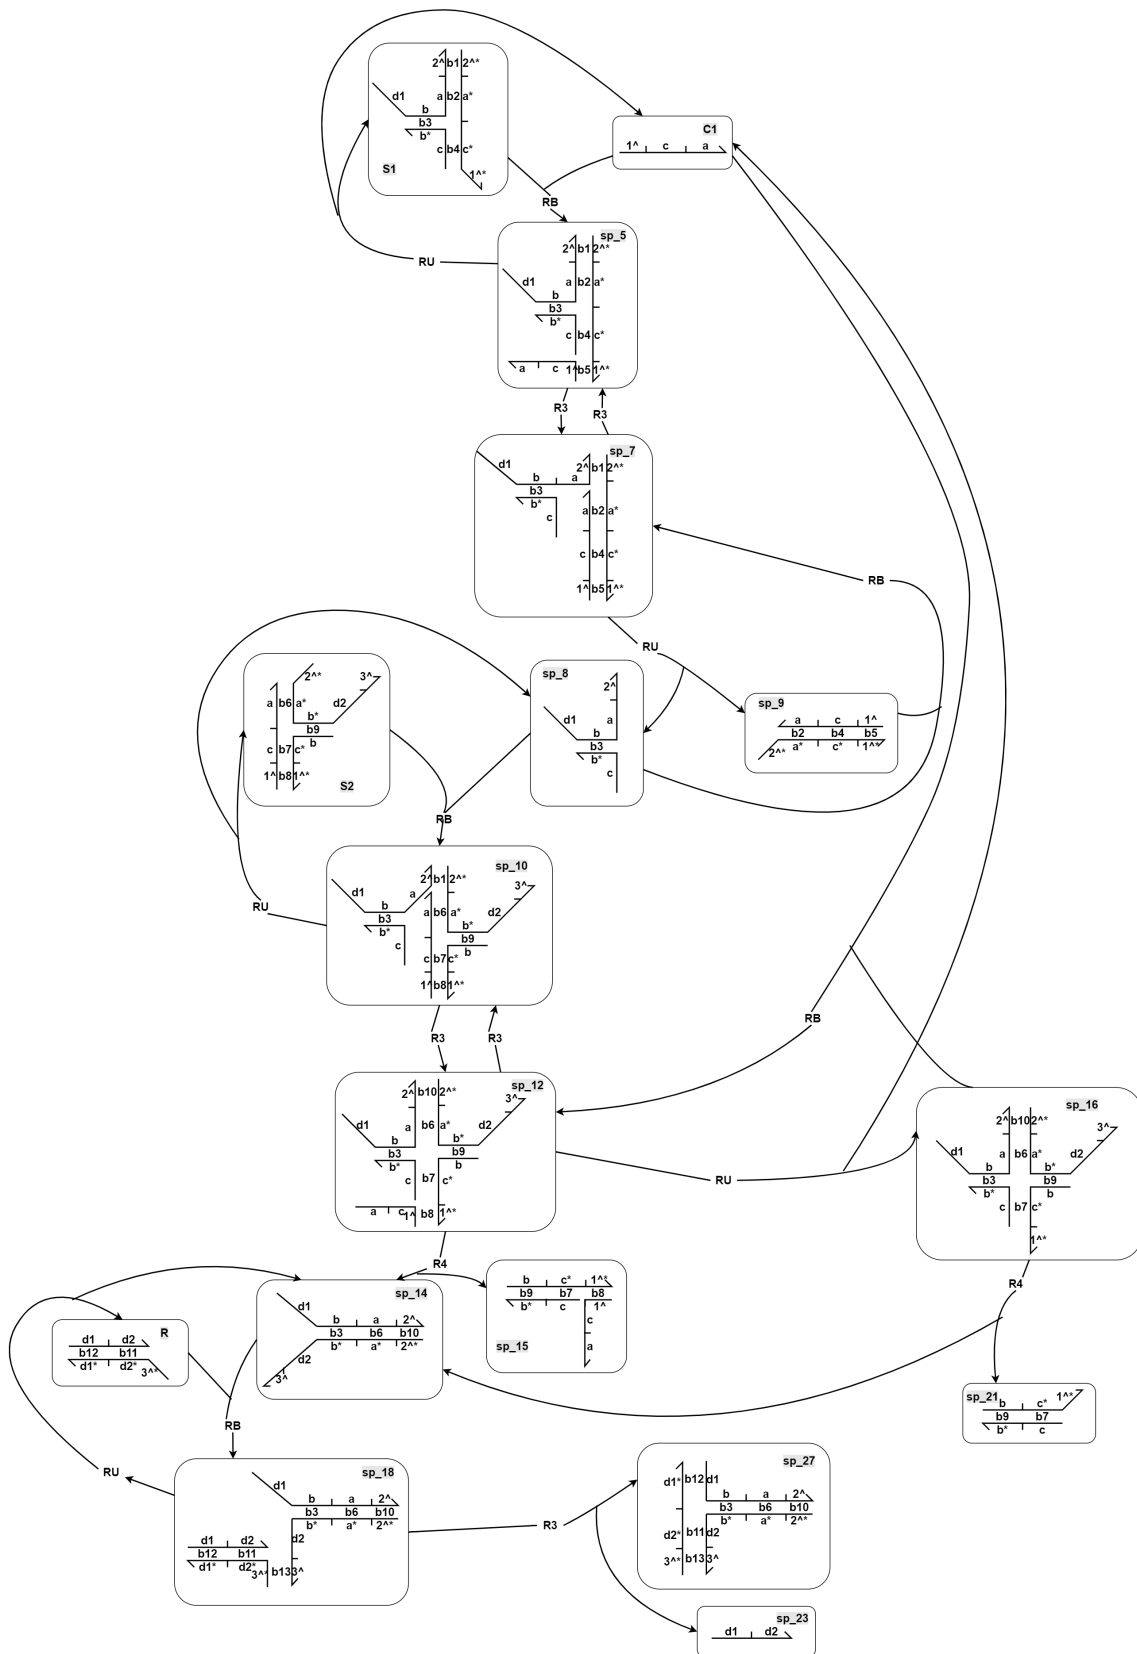 2^ b1 2^*
d1 a b2 a*
b
b3
b*
c b4 c*
S1 1^*
C1
1^ c a
RB
RU
sp_5
2^ b1 2^*
d1 a b2 a*
b
b3
b*
c b4 c*
a c 1^ b5 1^*
R3 R3
sp_7
d1 2^ b1 2^*
b a
b3
b* a b2 a*
c
c b4 c*
1^ b5 1^*
RB
RU
sp_8
2^
d1 a
b
b3
b*
c
2^* 3^
a b6 a* d2
b*
b9
b
c b7 c*
1^ b8 1^*
S2
sp_9
a c 1^
b2 b4 b5
a* c* 1^*
2^*
RB
RU
sp_10
2^ b1 2^*
d1 a 3^
b a b6 a* d2
b3 b*
b* b9
c b
c b7 c*
1^ b8 1^*
R3 R3
RB
sp_12
2^ b10 2^* 3^
d1 a b6 a* d2
b b*
b3 b9
b* b
c b7 c*
a c 1^ b8 1^*
RU
sp_16
2^ b10 2^* 3^
d1 a b6 a* d2
b b*
b3 b9
b* b
c b7 c*
1^*
R4
R4
sp_14
d1
b a 2^
b3 b6 b10
b* a* 2^*
d2
3^
b c* 1^*
b9 b7 b8
b* c 1^
c
sp_15 a
R
d1 d2
b12 b11
d1* d2*
3^*
sp_21
b c* 1^*
b9 b7
b* c
RB
RU
sp_18
d1
b a 2^
b3 b6 b10
b* a* 2^*
d1 d2 d2
b12 b11
d1* d2*
3^* b13 3^
R3
sp_27
d1* b12 d1
b a 2^
b3 b6 b10
b* a* 2^*
d2* b11 d2
3^* b13 3^
sp_23
d1 d2